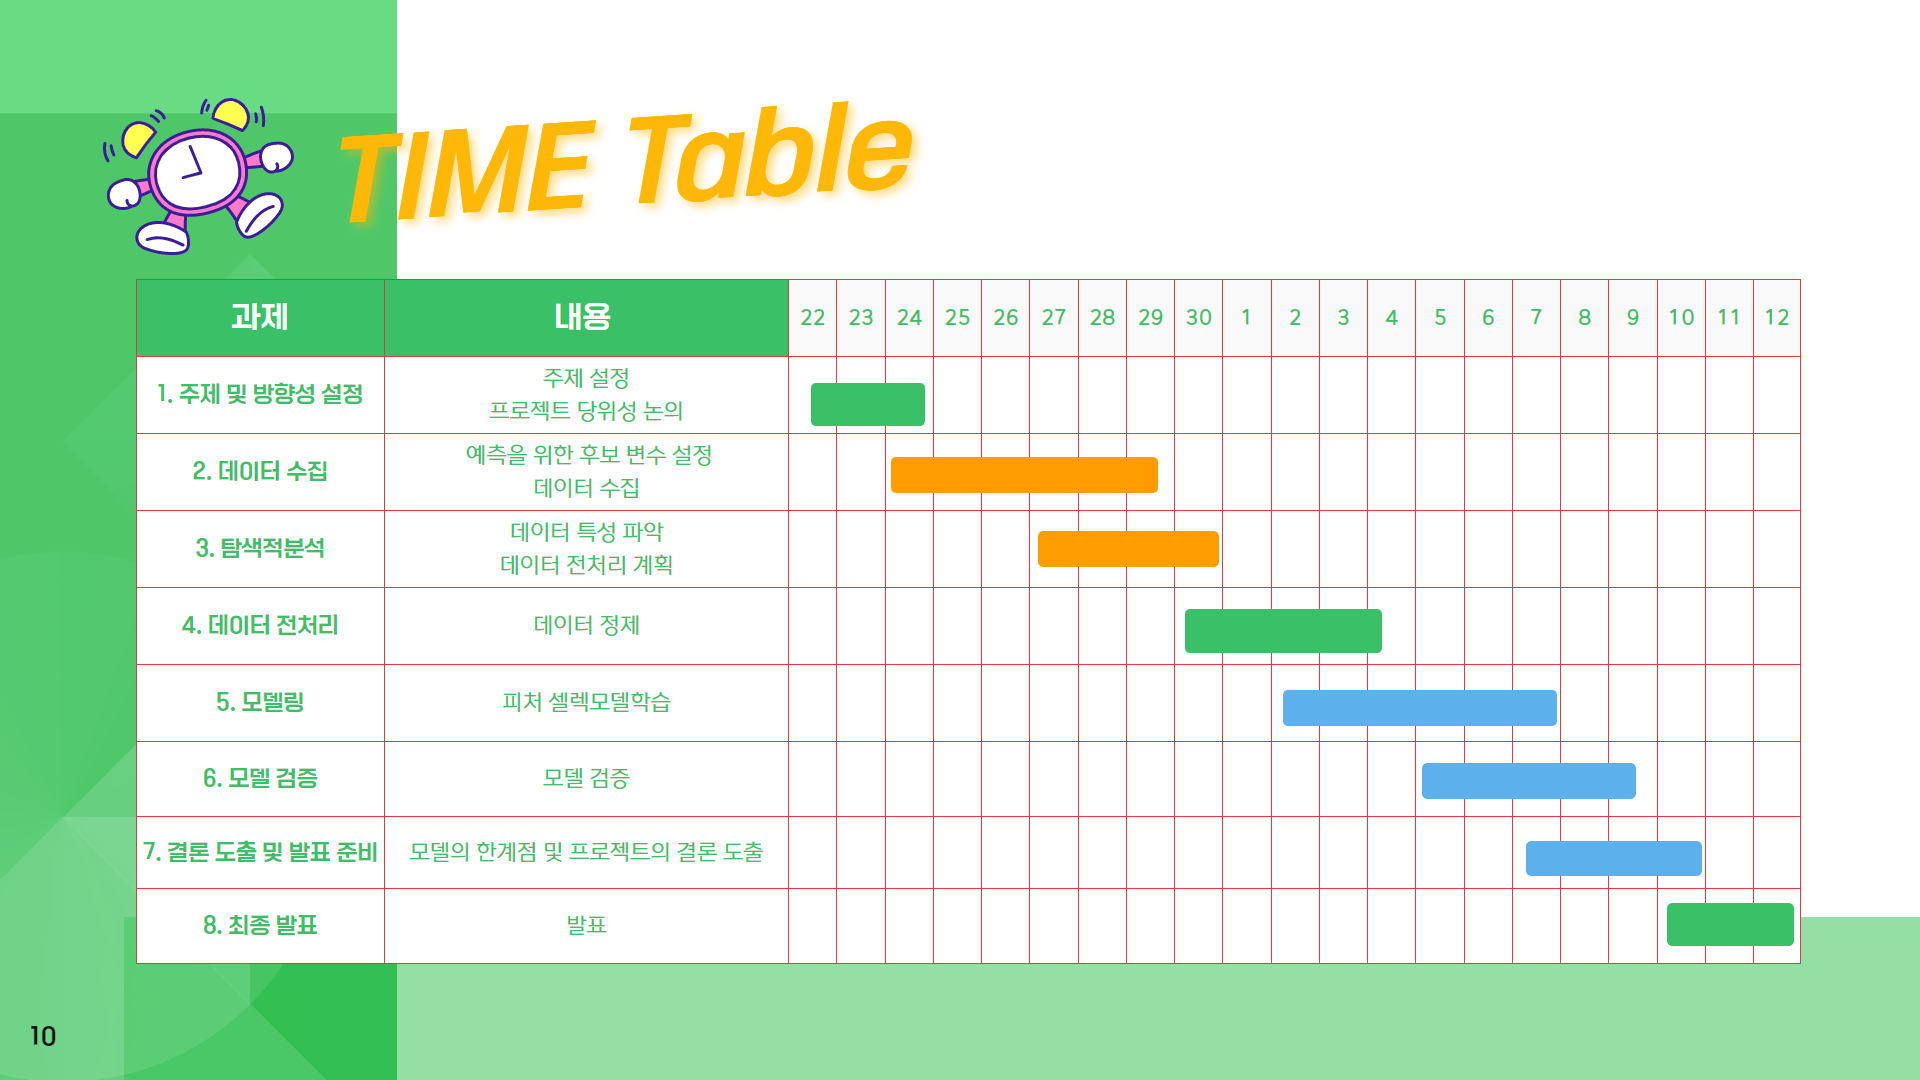 TIME Table
과제 내용 22 23 24 25 26 27 28 29 30 1 2 3 4 5 6 7 8 9 10 11 12
1. 주제 및 방향성 설정
주제 설정
프로젝트 당위성 논의
2. 데이터 수집
예측을 위한 후보 변수 설정
데이터 수집
3. 탐색적분석
데이터 특성 파악
데이터 전처리 계획
4. 데이터 전처리
데이터 정제
5. 모델링
피처 셀렉모델학습
6. 모델 검증
모델 검증
7. 결론 도출 및 발표 준비
모델의 한계점 및 프로젝트의 결론 도출
8. 최종 발표
발표
10